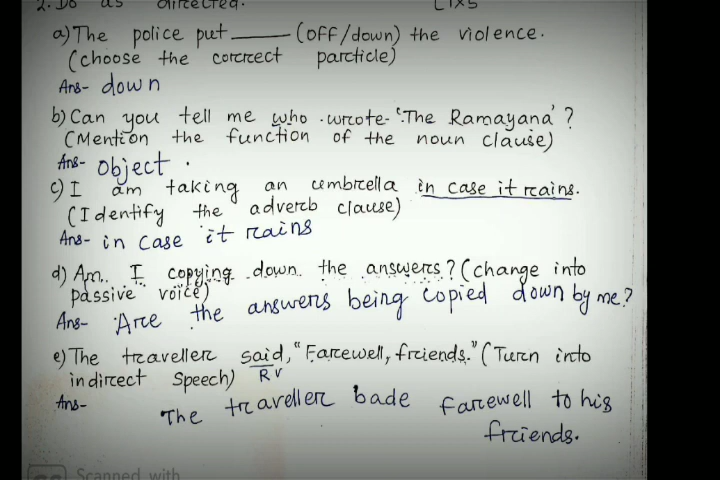 2. Do as directed. [1x5
a) The police put ______ (off/down) the violence.
(choose the correct particle)
Ans- down
b) Can you tell me who wrote 'The Ramayana'?
(Mention the function of the noun clause)
Ans- object.
c) I am taking an umbrella in case it rains.
(Identify the adverb clause)
Ans- in case it rains
d) Am I copying down the answers? (change into
passive voice)
Ans- Are the answers being copied down by me?
e) The traveller said, "Farewell, friends." (Turn into
indirect speech) RV
Ans- The traveller bade farewell to his
friends.
Scanned with